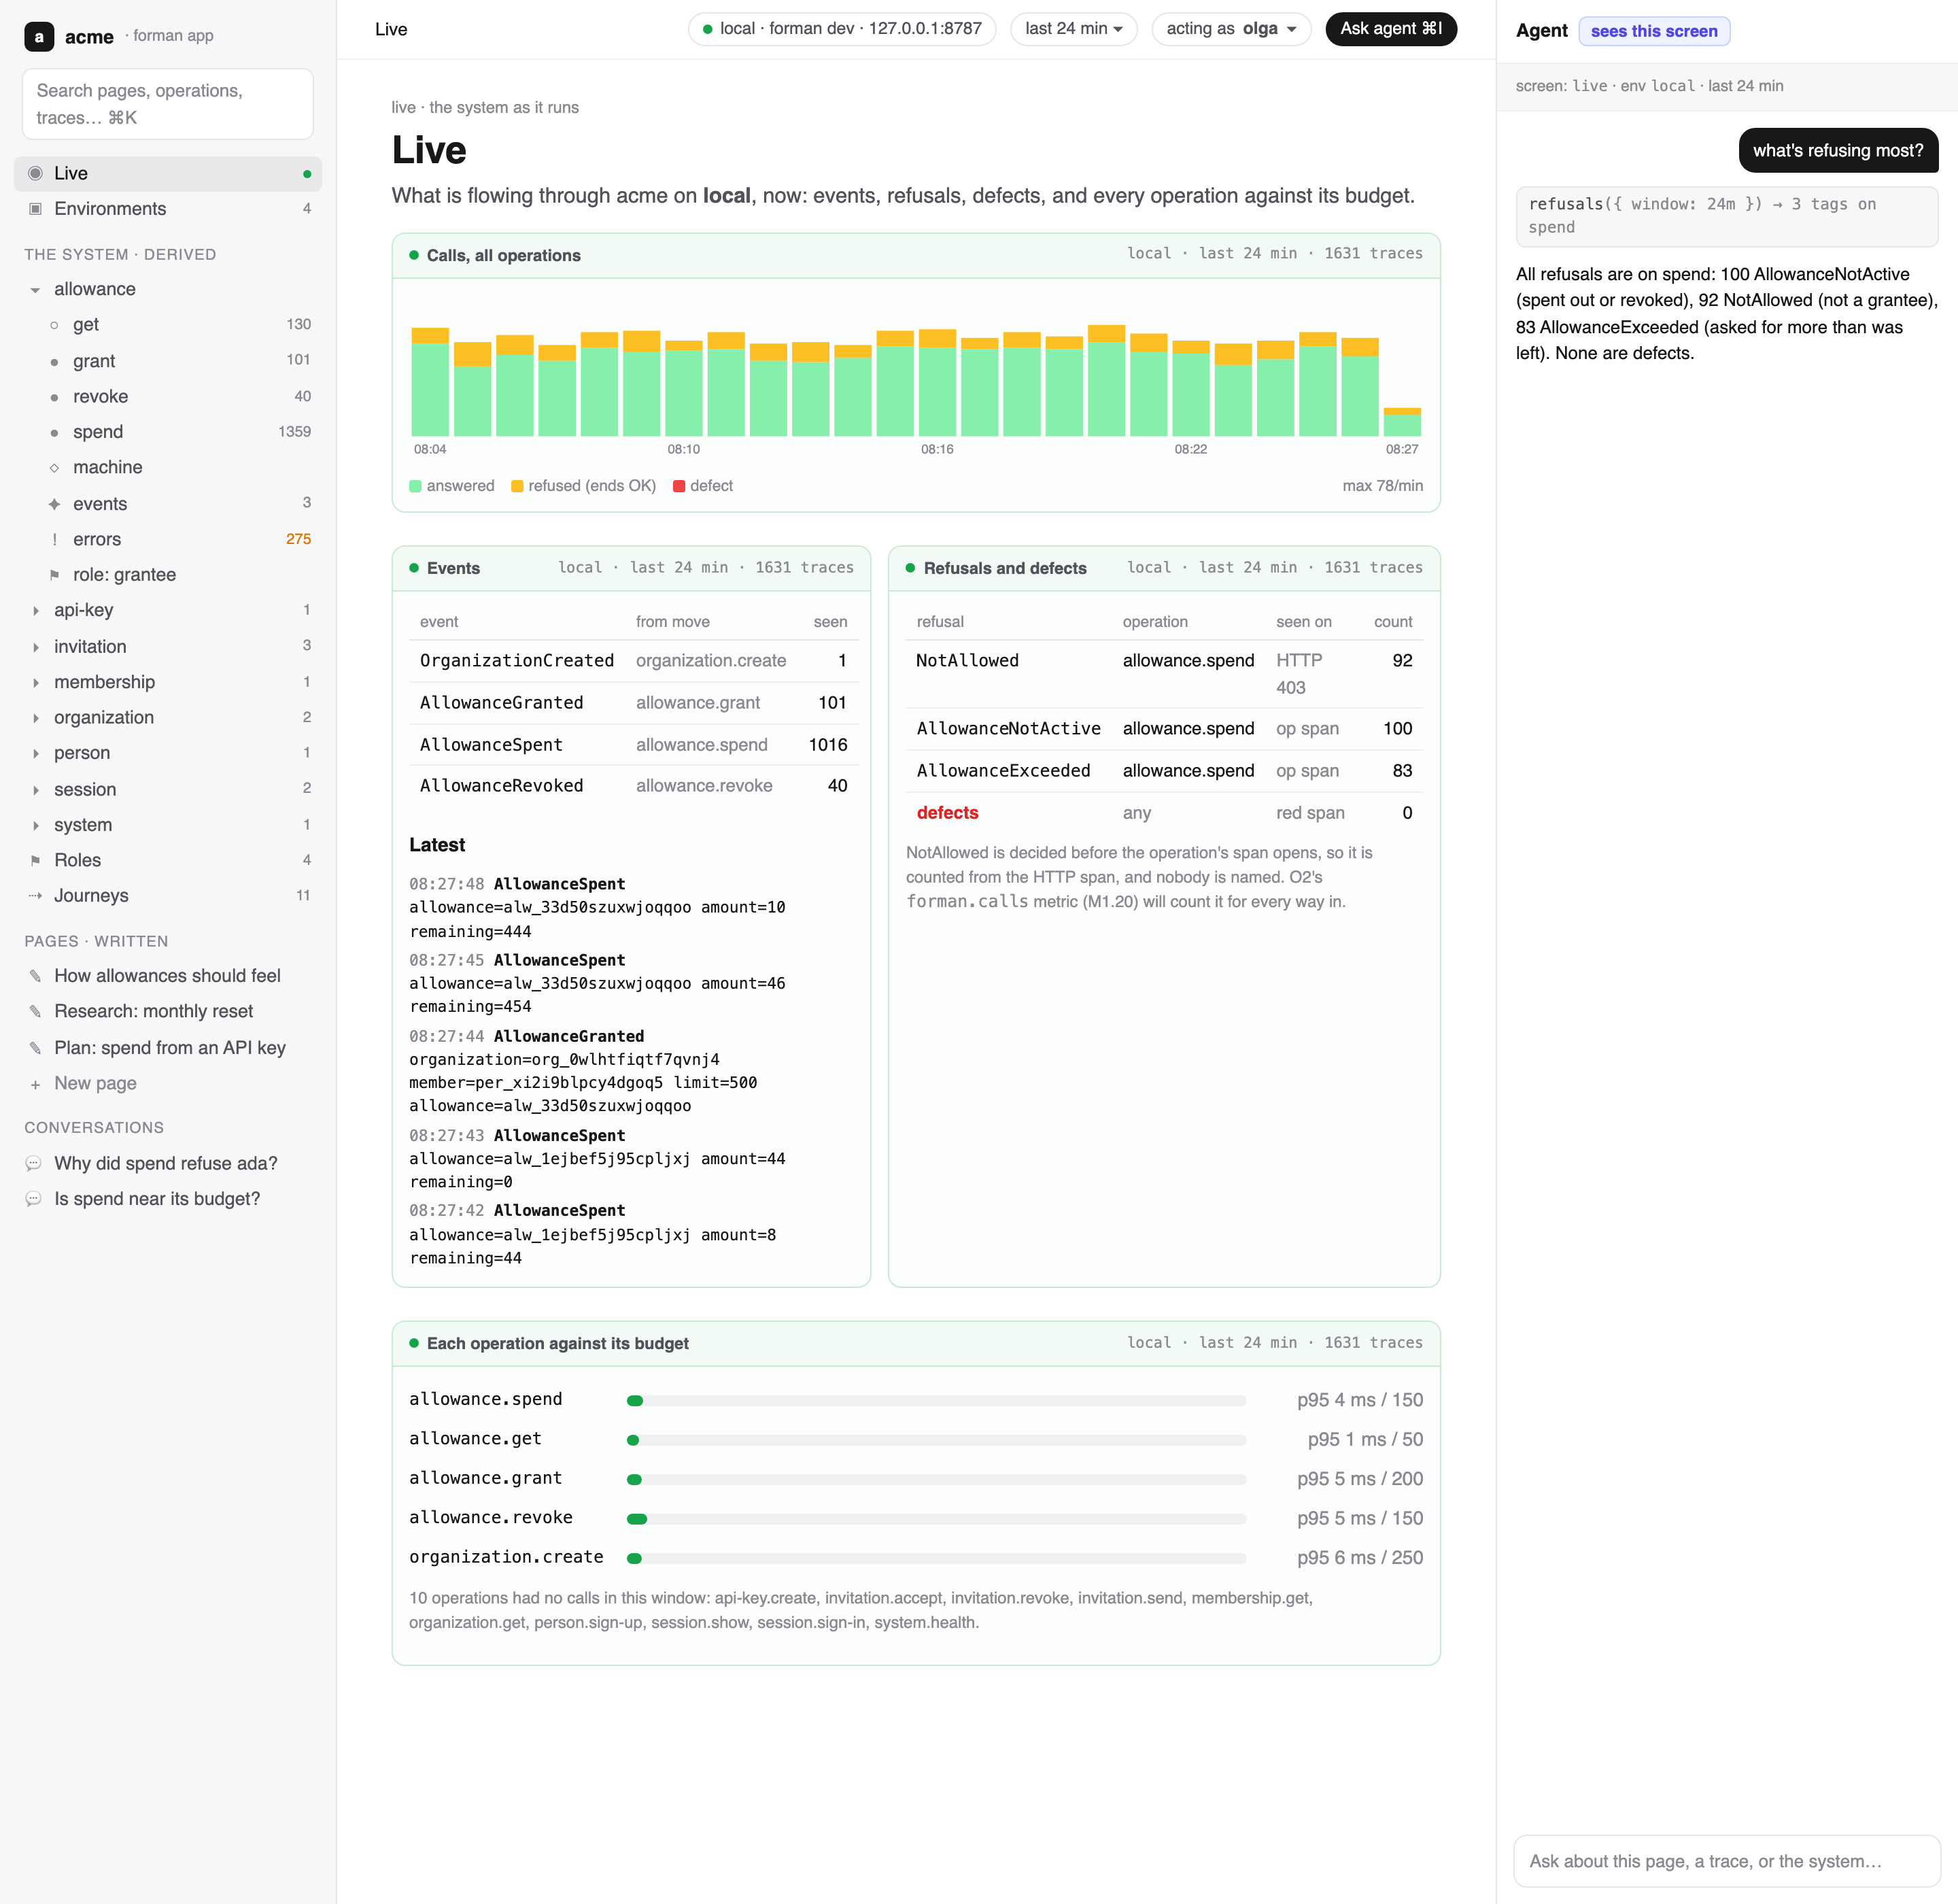 a acme · forman app
Search pages, operations,
traces… ⌘K
Live
Environments 4
THE SYSTEM · DERIVED
allowance
get 130
grant 101
revoke 40
spend 1359
machine
events 3
! errors 275
role: grantee
api-key 1
invitation 3
membership 1
organization 2
person 1
session 2
system 1
Roles 4
Journeys 11
PAGES · WRITTEN
How allowances should feel
Research: monthly reset
Plan: spend from an API key
+ New page
CONVERSATIONS
Why did spend refuse ada?
Is spend near its budget?
Live
local · forman dev · 127.0.0.1:8787
last 24 min
acting as olga
Ask agent ⌘I
live · the system as it runs
Live
What is flowing through acme on local, now: events, refusals, defects, and every operation against its budget.
Calls, all operations local · last 24 min · 1631 traces
08:04 08:10 08:16 08:22 08:27
answered refused (ends OK) defect max 78/min
Events local · last 24 min · 1631 traces
event from move seen
OrganizationCreated organization.create 1
AllowanceGranted allowance.grant 101
AllowanceSpent allowance.spend 1016
AllowanceRevoked allowance.revoke 40
Latest
08:27:48 AllowanceSpent
allowance=alw_33d50szuxwjoqqoo amount=10
remaining=444
08:27:45 AllowanceSpent
allowance=alw_33d50szuxwjoqqoo amount=46
remaining=454
08:27:44 AllowanceGranted
organization=org_0wlhtfiqtf7qvnj4
member=per_xi2i9blpcy4dgoq5 limit=500
allowance=alw_33d50szuxwjoqqoo
08:27:43 AllowanceSpent
allowance=alw_1ejbef5j95cpljxj amount=44
remaining=0
08:27:42 AllowanceSpent
allowance=alw_1ejbef5j95cpljxj amount=8
remaining=44
Refusals and defects local · last 24 min · 1631 traces
refusal operation seen on count
NotAllowed allowance.spend HTTP 92
403
AllowanceNotActive allowance.spend op span 100
AllowanceExceeded allowance.spend op span 83
defects any red span 0
NotAllowed is decided before the operation's span opens, so it is
counted from the HTTP span, and nobody is named. O2's
forman.calls metric (M1.20) will count it for every way in.
Each operation against its budget local · last 24 min · 1631 traces
allowance.spend p95 4 ms / 150
allowance.get p95 1 ms / 50
allowance.grant p95 5 ms / 200
allowance.revoke p95 5 ms / 150
organization.create p95 6 ms / 250
10 operations had no calls in this window: api-key.create, invitation.accept, invitation.revoke, invitation.send, membership.get,
organization.get, person.sign-up, session.show, session.sign-in, system.health.
Agent sees this screen
screen: live · env local · last 24 min
what's refusing most?
refusals({ window: 24m }) → 3 tags on
spend
All refusals are on spend: 100 AllowanceNotActive
(spent out or revoked), 92 NotAllowed (not a grantee),
83 AllowanceExceeded (asked for more than was
left). None are defects.
Ask about this page, a trace, or the system…